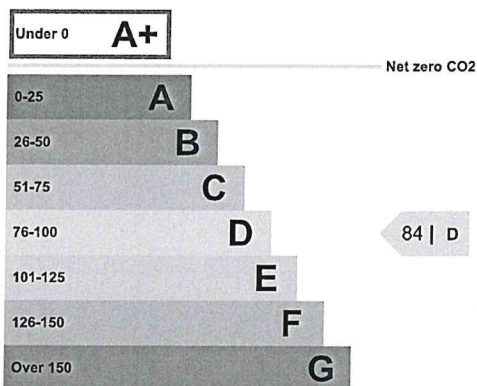 Under 0 A+
Net zero CO2
0-25 A
26-50 B
51-75 C
76-100 D
84 | D
101-125 E
126-150 F
Over 150 G